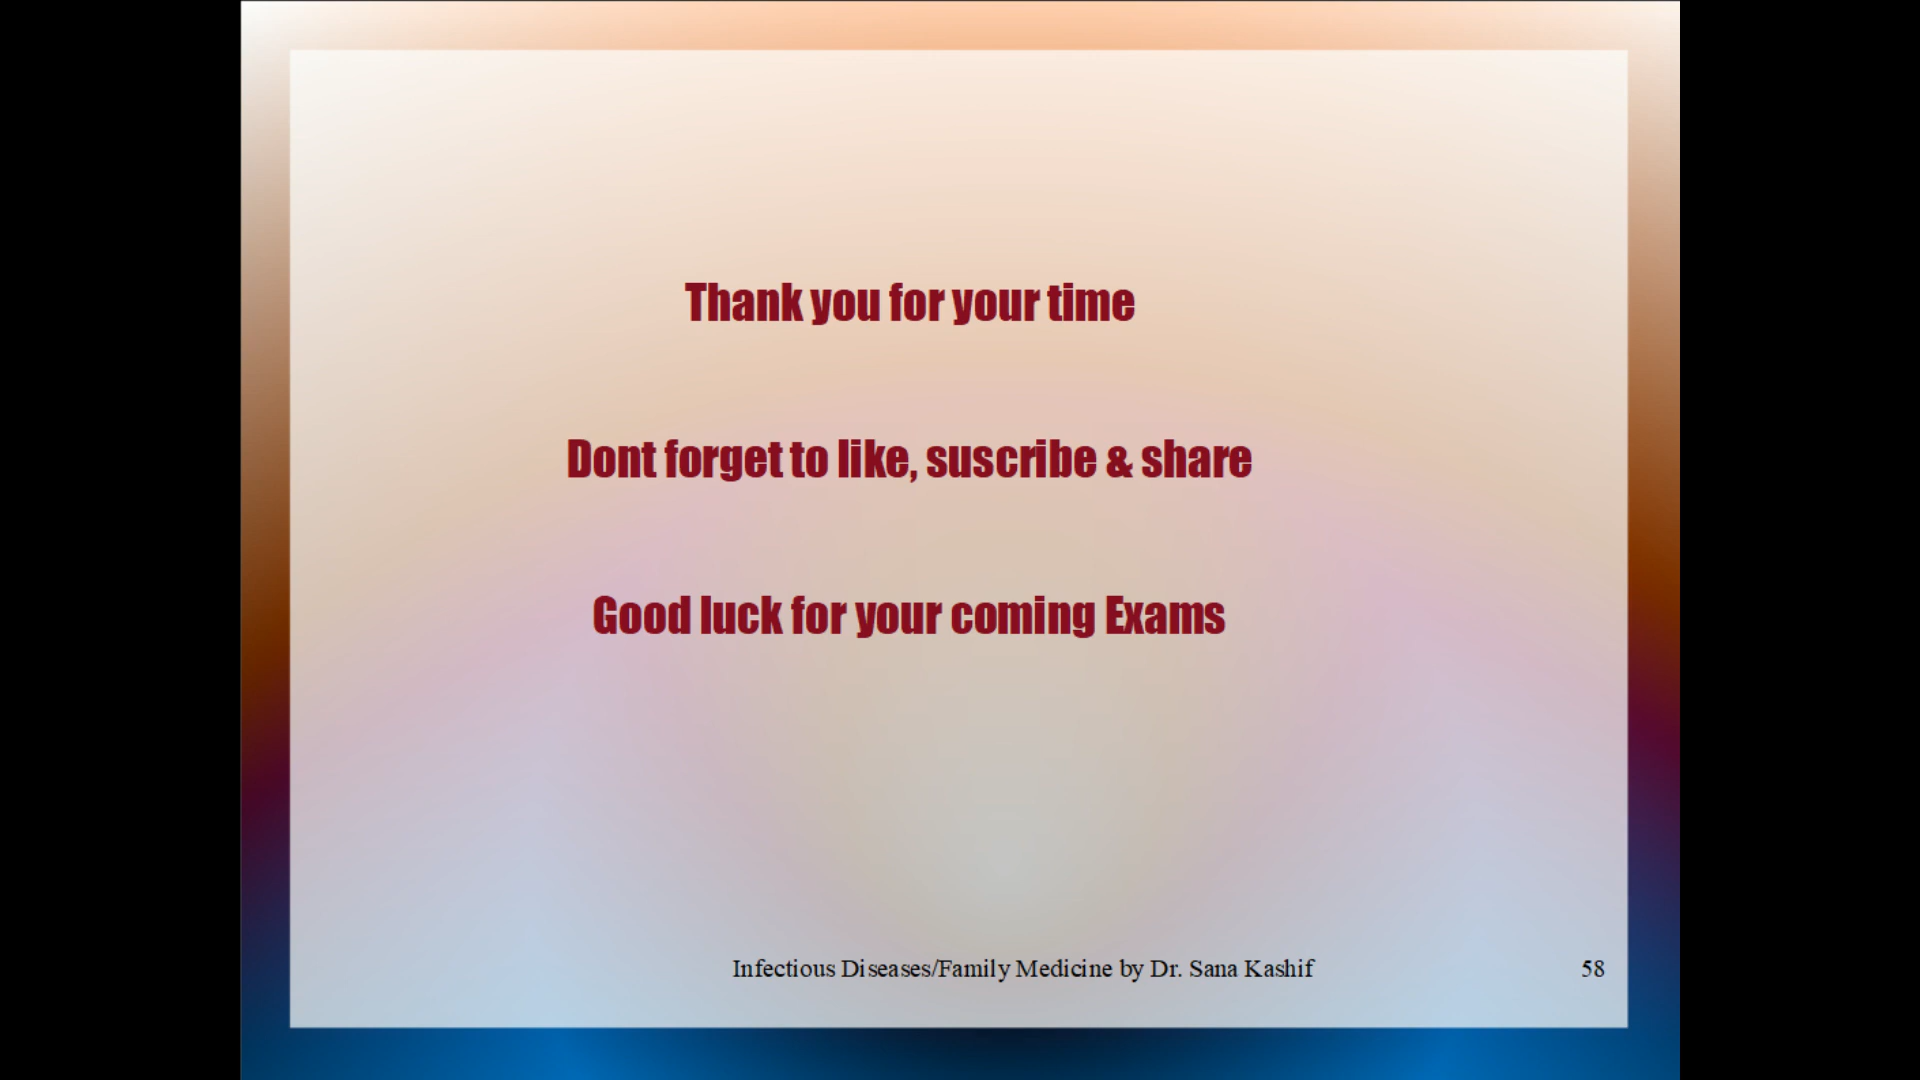 Thank you for your time
Dont forget to like, suscribe & share
Good luck for your coming Exams
Infectious Diseases/Family Medicine by Dr. Sana Kashif
58